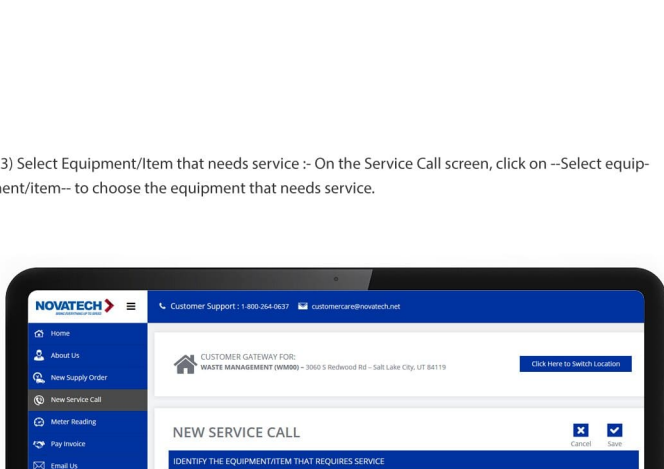 3) Select Equipment/Item that needs service :- On the Service Call screen, click on --Select equip-
ment/item-- to choose the equipment that needs service.
NOVATECH
Customer Support : 1-800-264-0637 customercare@novatech.net
Home
About Us
New Supply Order
New Service Call
Meter Reading
Pay Invoice
Email Us
CUSTOMER GATEWAY FOR:
WASTE MANAGEMENT (WM00) – 3060 S Redwood Rd – Salt Lake City, UT 84119
Click Here to Switch Location
NEW SERVICE CALL
Cancel Save
IDENTIFY THE EQUIPMENT/ITEM THAT REQUIRES SERVICE